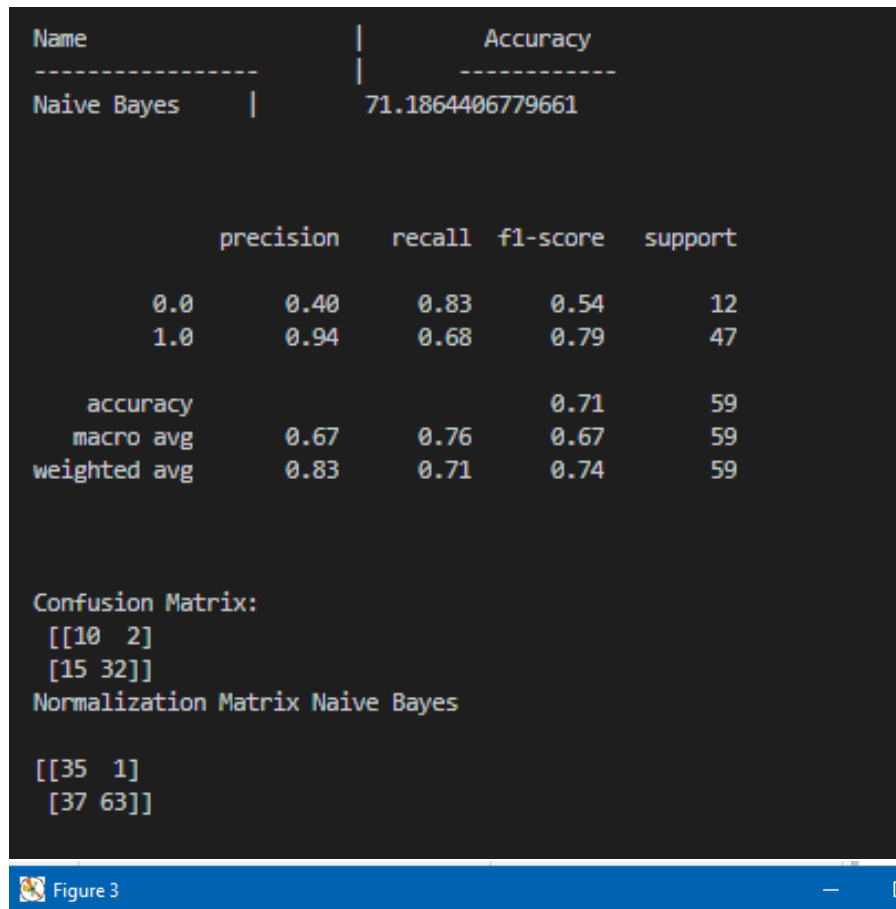 Name | Accuracy
----------------- | ------------
Naive Bayes | 71.1864406779661
precision recall f1-score support
0.0 0.40 0.83 0.54 12
1.0 0.94 0.68 0.79 47
accuracy 0.71 59
macro avg 0.67 0.76 0.67 59
weighted avg 0.83 0.71 0.74 59
Confusion Matrix:
[[10 2]
[15 32]]
Normalization Matrix Naive Bayes
[[35 1]
[37 63]]
Figure 3